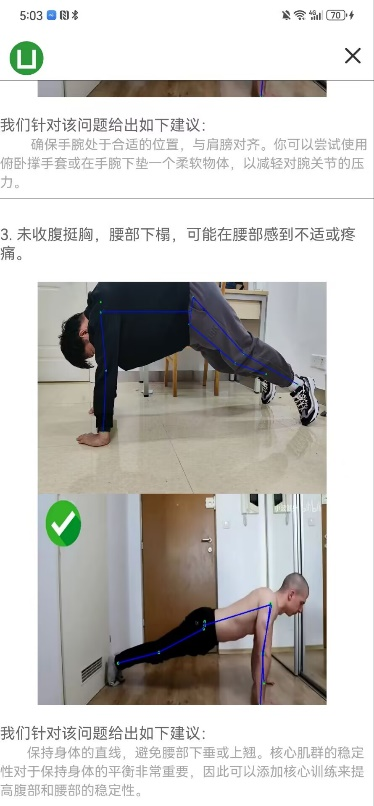 5:03
4G
70
我们针对该问题给出如下建议：
确保手腕处于合适的位置，与肩膀对齐。你可以尝试使用
俯卧撑手套或在手腕下垫一个柔软物体，以减轻对腕关节的压
力。
3. 未收腹挺胸，腰部下榻，可能在腰部感到不适或疼
痛。
我们针对该问题给出如下建议：
保持身体的直线，避免腰部下垂或上翘。核心肌群的稳定
性对于保持身体的平衡非常重要，因此可以添加核心训练来提
高腹部和腰部的稳定性。